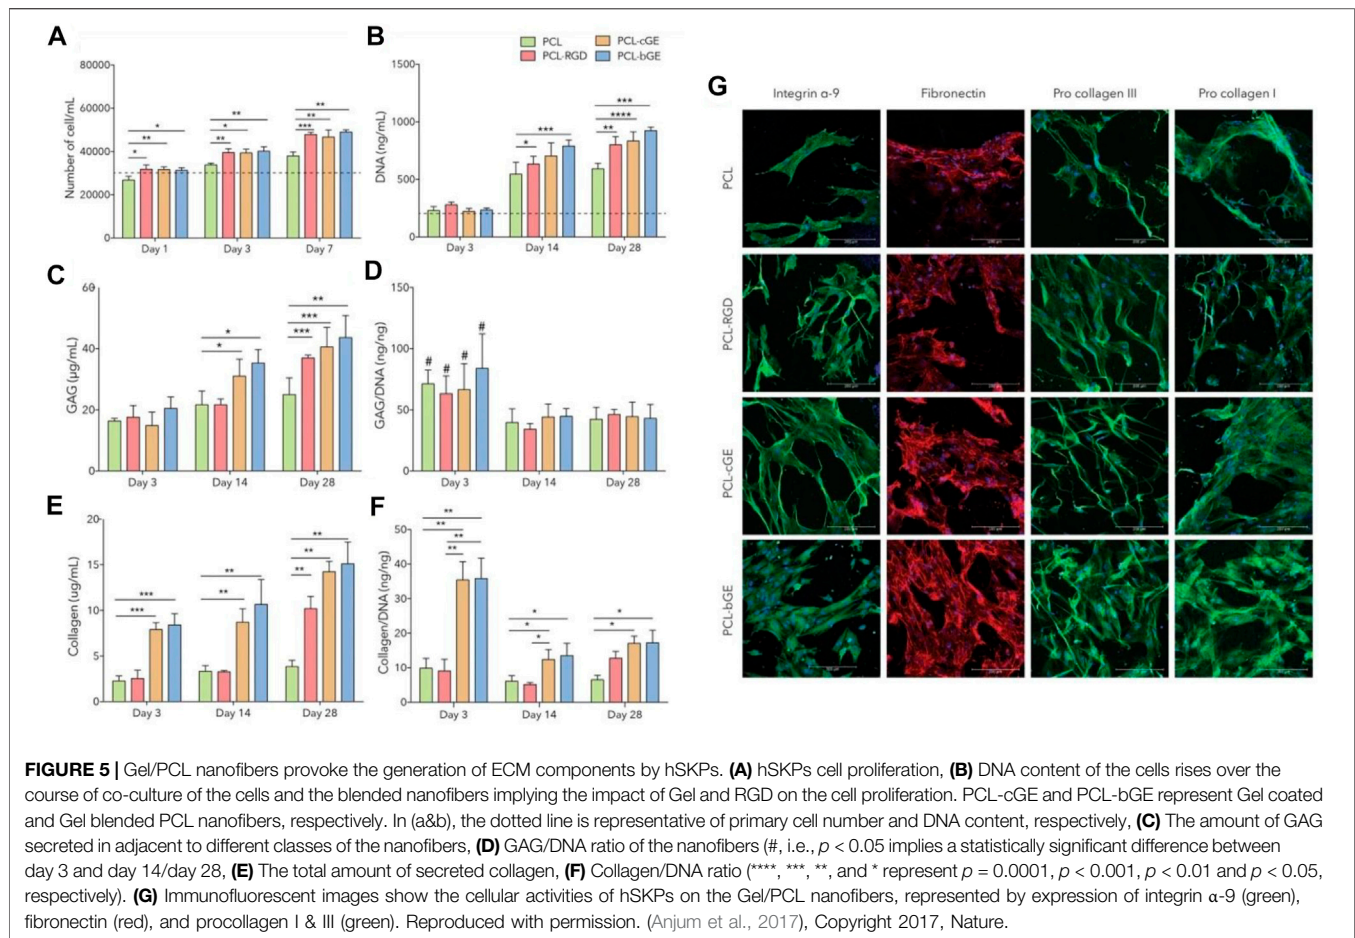 A
80000
60000
40000
20000
0
Number of cell/mL
* ** *
** * **
*** ** **
Day 1 Day 3 Day 7
B
PCL PCL-cGE
PCL-RGD PCL-bGE
1500
1000
500
0
DNA (ng/mL)
* ***
** **** ***
Day 3 Day 14 Day 28
C
60
40
20
0
GAG (µg/mL)
* *
*** *** **
Day 3 Day 14 Day 28
D
150
100
50
0
GAG/DNA (ng/ng)
# # # #
Day 3 Day 14 Day 28
E
20
15
10
5
0
Collagen (ug/mL)
*** ***
** **
** ** **
Day 3 Day 14 Day 28
F
50
40
30
20
10
0
Collagen/DNA (ng/ng)
** ** ** **
* * *
* *
Day 3 Day 14 Day 28
G
Integrin α-9 Fibronectin Pro collagen III Pro collagen I
PCL
PCL-RGD
PCL-cGE
PCL-bGE
FIGURE 5 | Gel/PCL nanofibers provoke the generation of ECM components by hSKPs. (A) hSKPs cell proliferation, (B) DNA content of the cells rises over the
course of co-culture of the cells and the blended nanofibers implying the impact of Gel and RGD on the cell proliferation. PCL-cGE and PCL-bGE represent Gel coated
and Gel blended PCL nanofibers, respectively. In (a&b), the dotted line is representative of primary cell number and DNA content, respectively, (C) The amount of GAG
secreted in adjacent to different classes of the nanofibers, (D) GAG/DNA ratio of the nanofibers (#, i.e., p < 0.05 implies a statistically significant difference between
day 3 and day 14/day 28, (E) The total amount of secreted collagen, (F) Collagen/DNA ratio (****, ***, **, and * represent p = 0.0001, p < 0.001, p < 0.01 and p < 0.05,
respectively). (G) Immunofluorescent images show the cellular activities of hSKPs on the Gel/PCL nanofibers, represented by expression of integrin α-9 (green),
fibronectin (red), and procollagen I & III (green). Reproduced with permission. (Anjum et al., 2017), Copyright 2017, Nature.